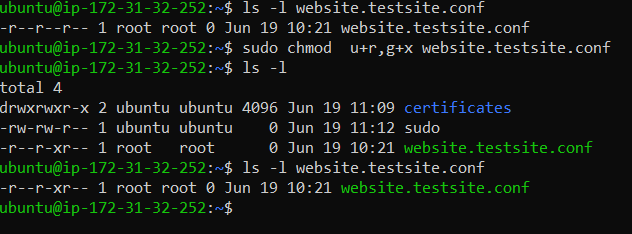 ubuntu@ip-172-31-32-252:~$ ls -l website.testsite.conf
-r--r--r-- 1 root root 0 Jun 19 10:21 website.testsite.conf
ubuntu@ip-172-31-32-252:~$ sudo chmod  u+r,g+x website.testsite.conf
ubuntu@ip-172-31-32-252:~$ ls -l
total 4
drwxrwxr-x 2 ubuntu ubuntu 4096 Jun 19 11:09 certificates
-rw-rw-r-- 1 ubuntu ubuntu    0 Jun 19 11:12 sudo
-r--r-xr-- 1 root   root      0 Jun 19 10:21 website.testsite.conf
ubuntu@ip-172-31-32-252:~$ ls -l website.testsite.conf
-r--r-xr-- 1 root root 0 Jun 19 10:21 website.testsite.conf
ubuntu@ip-172-31-32-252:~$